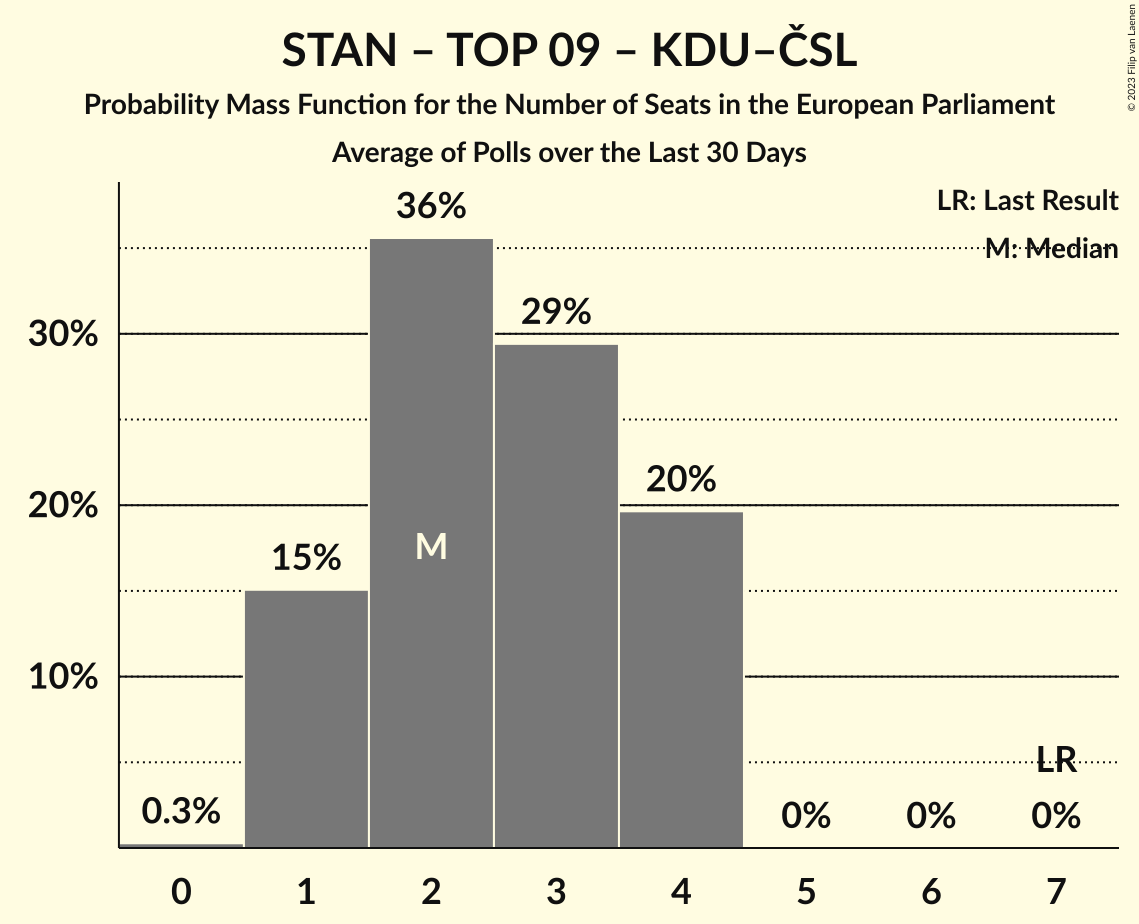 STAN – TOP 09 – KDU–ČSL
Probability Mass Function for the Number of Seats in the European Parliament
Average of Polls over the Last 30 Days
© 2023 Filip van Laenen
LR: Last Result
M: Median
36%
29%
30%
20%
20%
15%
M
10%
LR
0.3%
0%
0%
0%
0
1
2
3
4
5
6
7